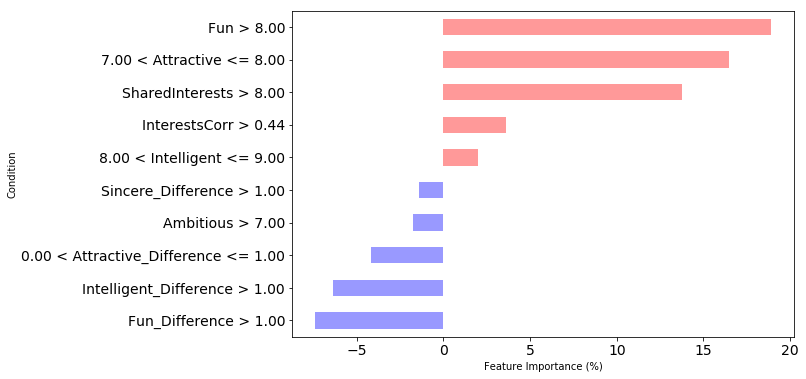 Fun > 8.00
7.00 < Attractive <= 8.00
SharedInterests > 8.00
InterestsCorr > 0.44
8.00 < Intelligent <= 9.00
Sincere_Difference > 1.00
Ambitious > 7.00
0.00 < Attractive_Difference <= 1.00
Intelligent_Difference > 1.00
Fun_Difference > 1.00
Condition
−5 0 5 10 15 20
Feature Importance (%)